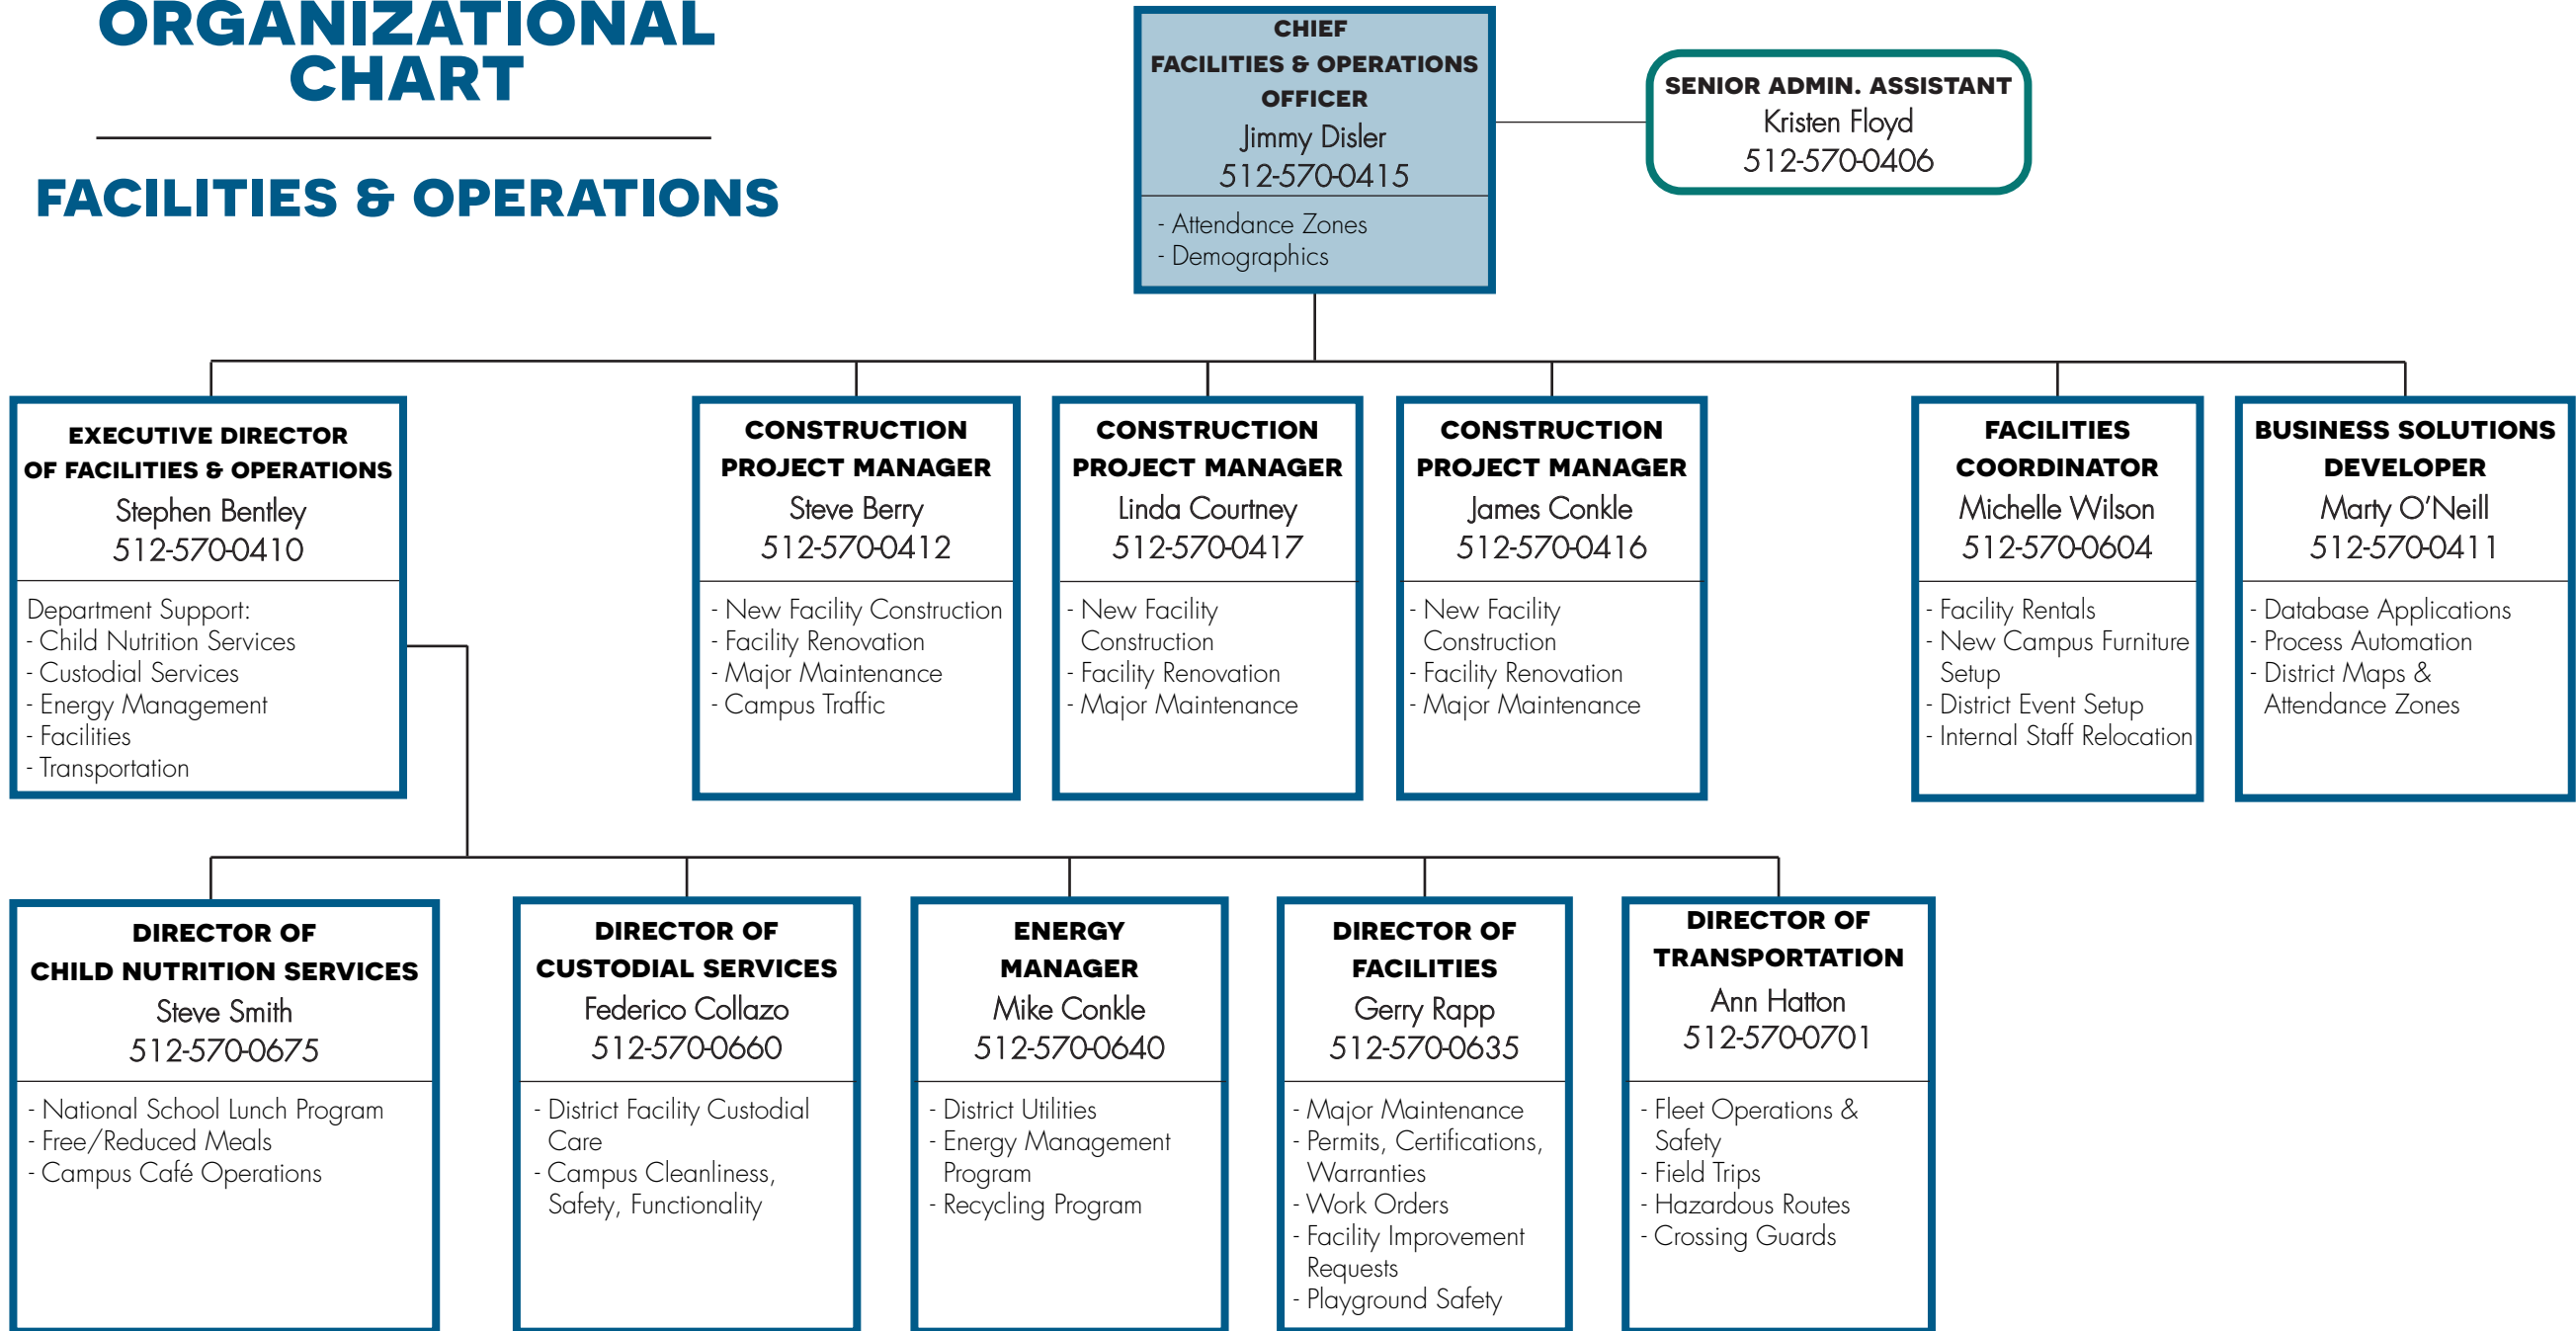 ORGANIZATIONAL
CHART
FACILITIES & OPERATIONS
CHIEF
FACILITIES & OPERATIONS
OFFICER
Jimmy Disler
512-570-0415
- Attendance Zones
- Demographics
SENIOR ADMIN. ASSISTANT
Kristen Floyd
512-570-0406
EXECUTIVE DIRECTOR
OF FACILITIES & OPERATIONS
Stephen Bentley
512-570-0410
Department Support:
- Child Nutrition Services
- Custodial Services
- Energy Management
- Facilities
- Transportation
CONSTRUCTION
PROJECT MANAGER
Steve Berry
512-570-0412
- New Facility Construction
- Facility Renovation
- Major Maintenance
- Campus Traffic
CONSTRUCTION
PROJECT MANAGER
Linda Courtney
512-570-0417
- New Facility
Construction
- Facility Renovation
- Major Maintenance
CONSTRUCTION
PROJECT MANAGER
James Conkle
512-570-0416
- New Facility
Construction
- Facility Renovation
- Major Maintenance
FACILITIES
COORDINATOR
Michelle Wilson
512-570-0604
- Facility Rentals
- New Campus Furniture
Setup
- District Event Setup
- Internal Staff Relocation
BUSINESS SOLUTIONS
DEVELOPER
Marty O’Neill
512-570-0411
- Database Applications
- Process Automation
- District Maps &
Attendance Zones
DIRECTOR OF
CHILD NUTRITION SERVICES
Steve Smith
512-570-0675
- National School Lunch Program
- Free/Reduced Meals
- Campus Café Operations
DIRECTOR OF
CUSTODIAL SERVICES
Federico Collazo
512-570-0660
- District Facility Custodial
Care
- Campus Cleanliness,
Safety, Functionality
ENERGY
MANAGER
Mike Conkle
512-570-0640
- District Utilities
- Energy Management
Program
- Recycling Program
DIRECTOR OF
FACILITIES
Gerry Rapp
512-570-0635
- Major Maintenance
- Permits, Certifications,
Warranties
- Work Orders
- Facility Improvement
Requests
- Playground Safety
DIRECTOR OF
TRANSPORTATION
Ann Hatton
512-570-0701
- Fleet Operations &
Safety
- Field Trips
- Hazardous Routes
- Crossing Guards